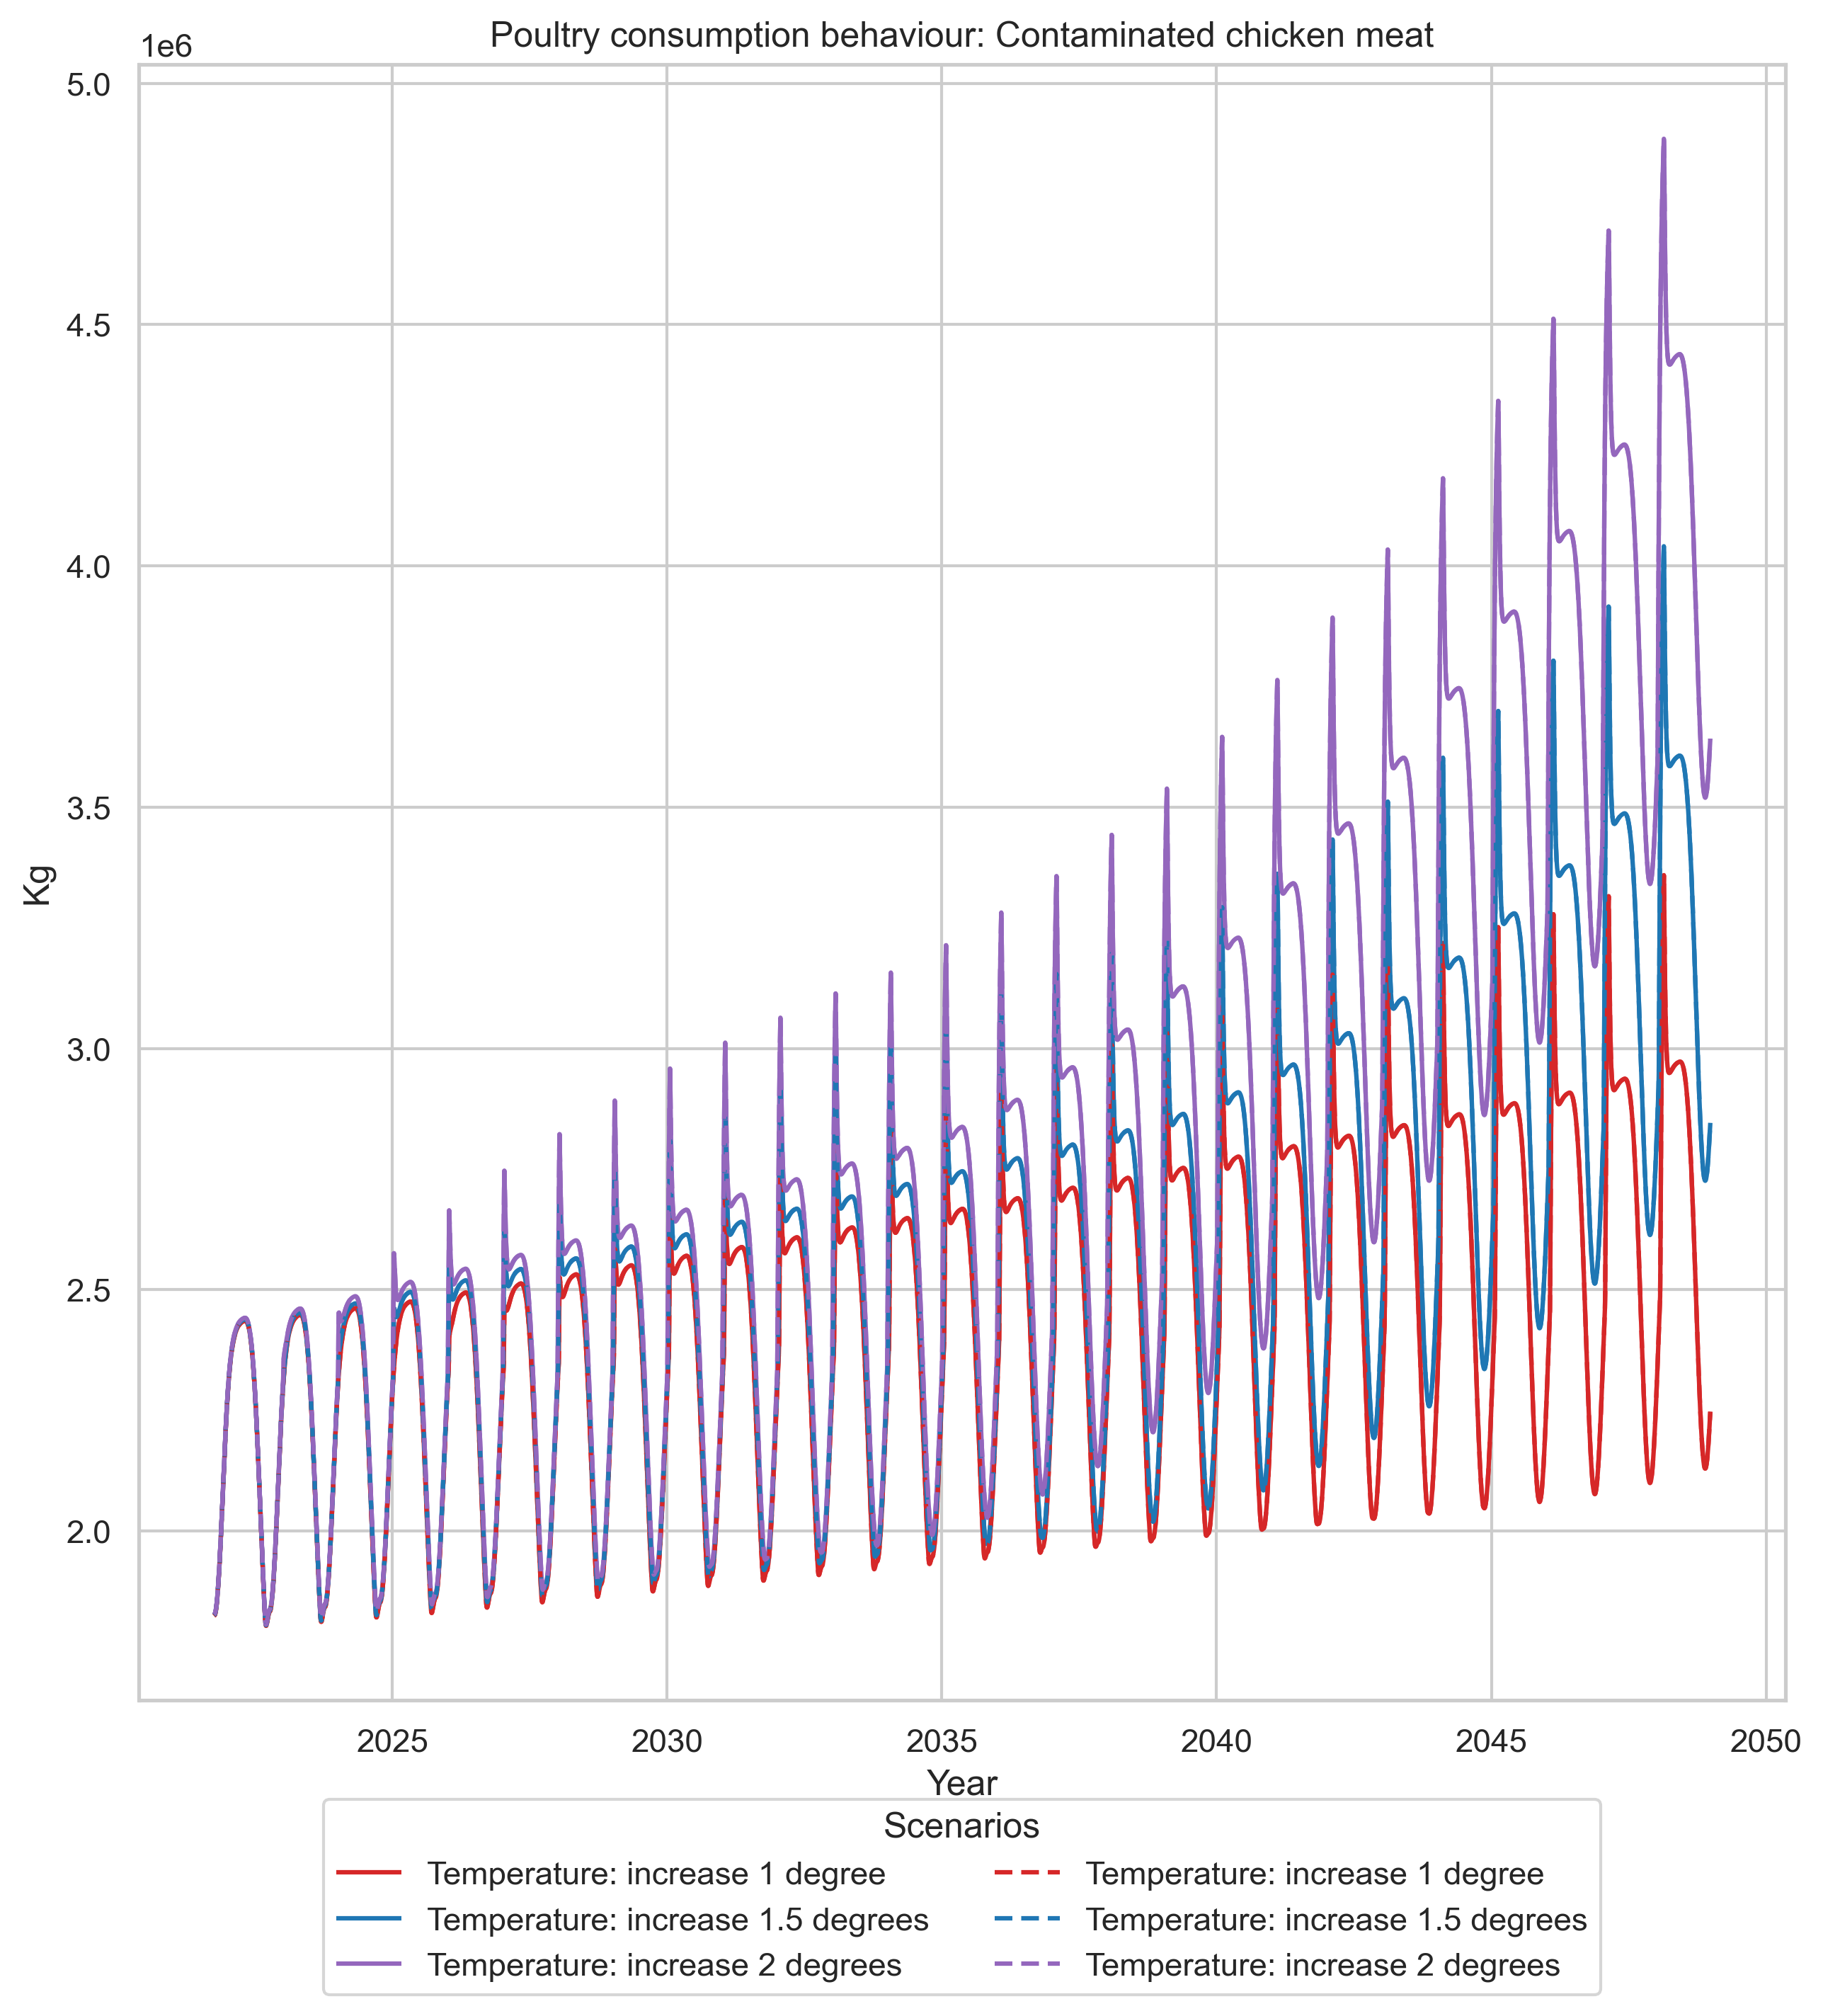 Poultry consumption behaviour: Contaminated chicken meat
1e6
5.0
4.5
4.0
3.5
3.0
2.5
2.0
Kg
2025 2030 2035 2040 2045 2050
Year
Scenarios
Temperature: increase 1 degree Temperature: increase 1 degree
Temperature: increase 1.5 degrees Temperature: increase 1.5 degrees
Temperature: increase 2 degrees Temperature: increase 2 degrees